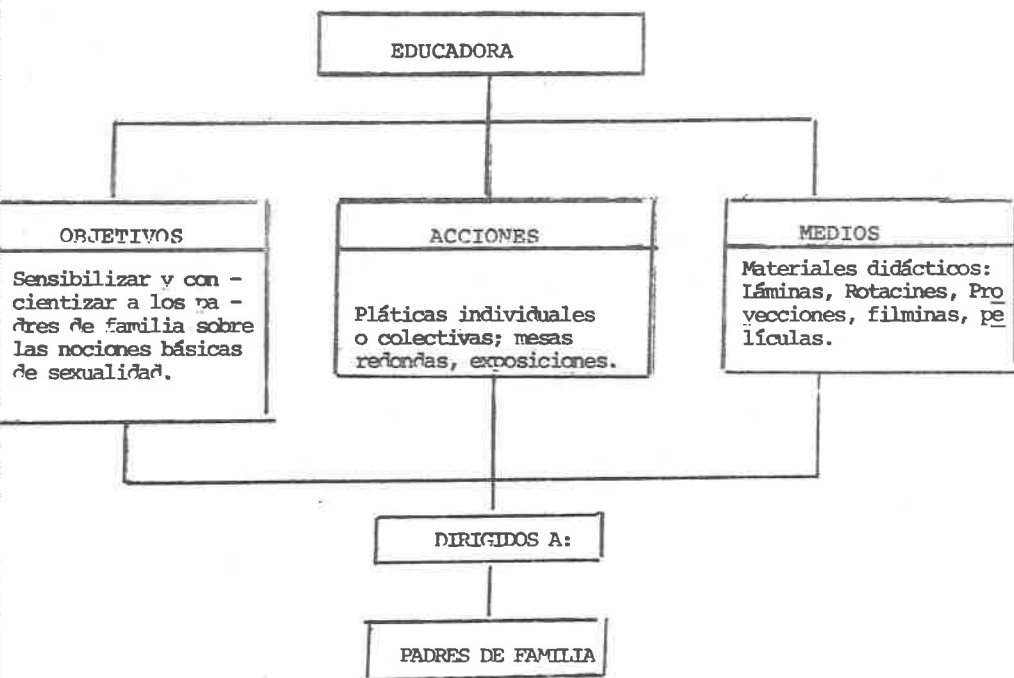 EDUCADORA
OBJETIVOS
Sensibilizar y con -
cientizar a los pa -
dres de familia sobre
las nociones básicas
de sexualidad.
ACCIONES
Pláticas individuales
o colectivas; mesas
redondas, exposiciones.
MEDIOS
Materiales didácticos:
Láminas, Rotacines, Pro
yecciones, filminas, pe
lículas.
DIRIGIDOS A:
PADRES DE FAMILIA